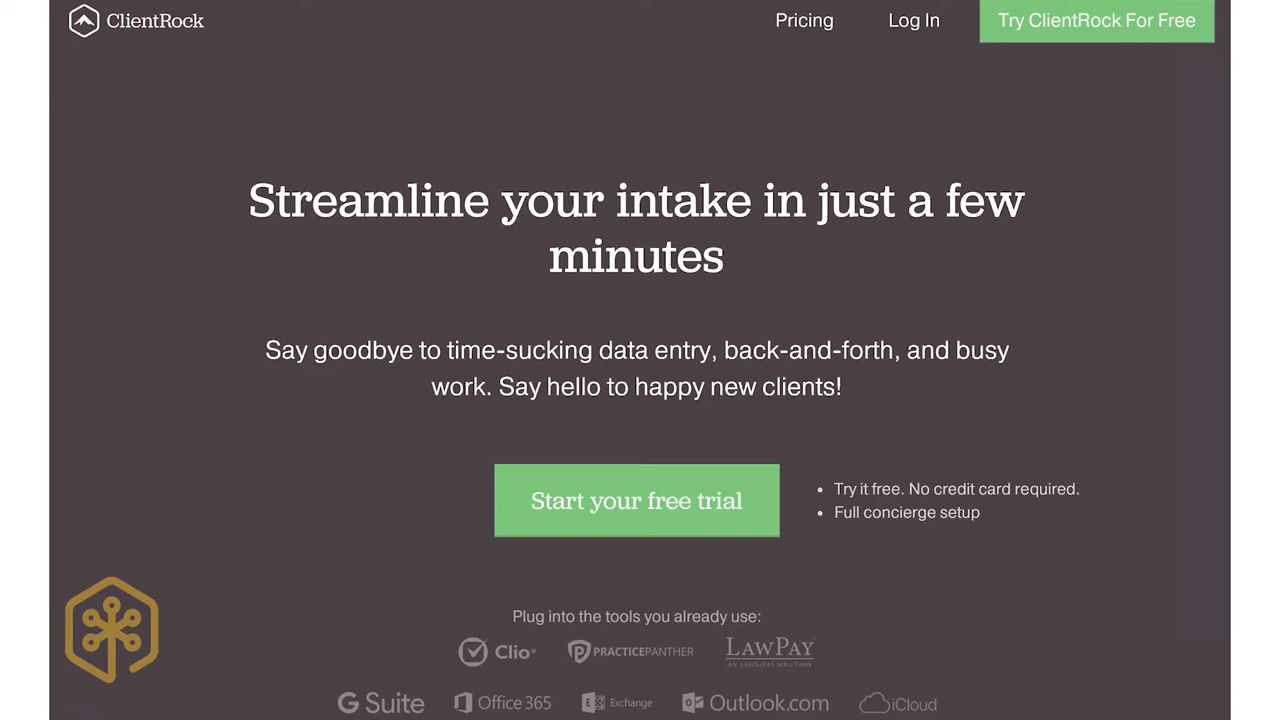 ClientRock
Pricing
Log In
Try ClientRock For Free
Streamline your intake in just a few
minutes
Say goodbye to time-sucking data entry, back-and-forth, and busy
work. Say hello to happy new clients!
Start your free trial
• Try it free. No credit card required.
• Full concierge setup
Plug into the tools you already use:
Clio®
PRACTICEPANTHER
LAWPAY
AN AFFINIPAY SOLUTION
G Suite
Office 365
Exchange
Outlook.com
iCloud